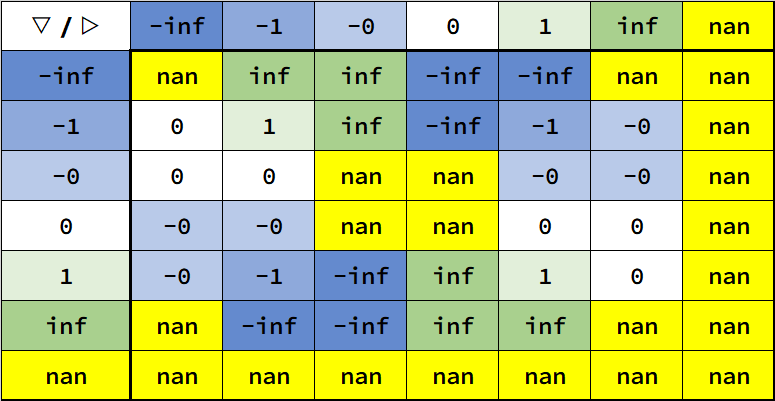 ▽ / ▷ -inf -1 -0 0 1 inf nan
-inf nan inf inf -inf -inf nan nan
-1 0 1 inf -inf -1 -0 nan
-0 0 0 nan nan -0 -0 nan
0 -0 -0 nan nan 0 0 nan
1 -0 -1 -inf inf 1 0 nan
inf nan -inf -inf inf inf nan nan
nan nan nan nan nan nan nan nan